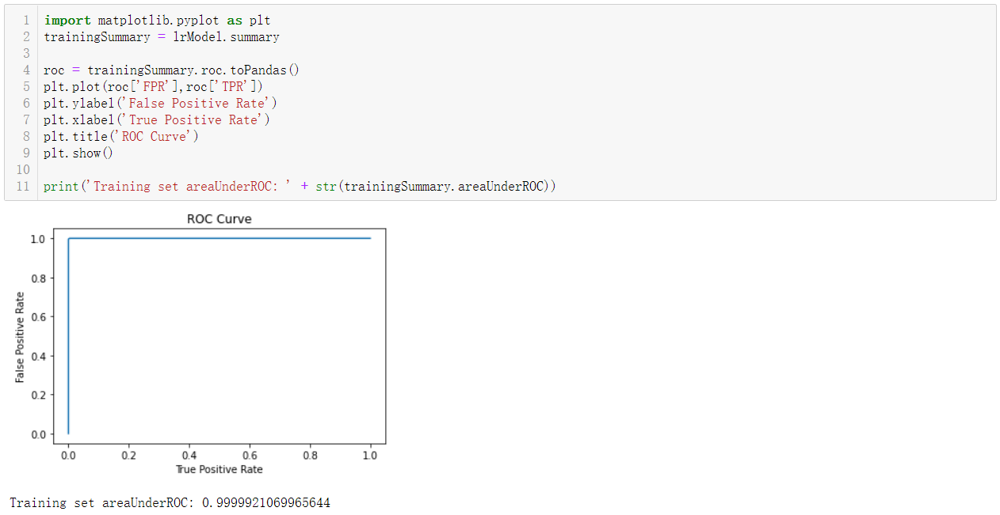 1 import matplotlib.pyplot as plt
2 trainingSummary = lrModel.summary
3
4 roc = trainingSummary.roc.toPandas()
5 plt.plot(roc['FPR'],roc['TPR'])
6 plt.ylabel('False Positive Rate')
7 plt.xlabel('True Positive Rate')
8 plt.title('ROC Curve')
9 plt.show()
10
11 print('Training set areaUnderROC: ' + str(trainingSummary.areaUnderROC))
ROC Curve
1.0
0.8
0.6
0.4
0.2
0.0
False Positive Rate
0.0 0.2 0.4 0.6 0.8 1.0
True Positive Rate
Training set areaUnderROC: 0.9999921069965644